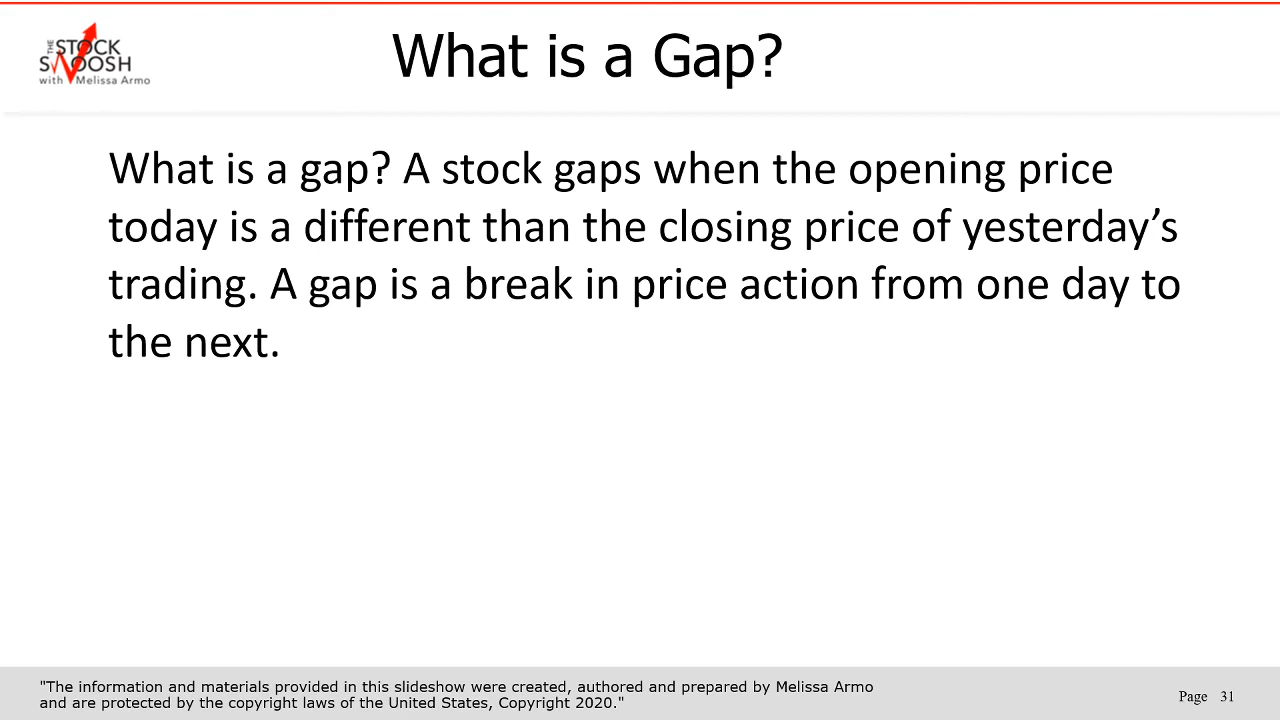 THE
STOCK
SWOOSH
with Melissa Armo
What is a Gap?
What is a gap? A stock gaps when the opening price
today is a different than the closing price of yesterday’s
trading. A gap is a break in price action from one day to
the next.
"The information and materials provided in this slideshow were created, authored and prepared by Melissa Armo
and are protected by the copyright laws of the United States, Copyright 2020."
Page 31